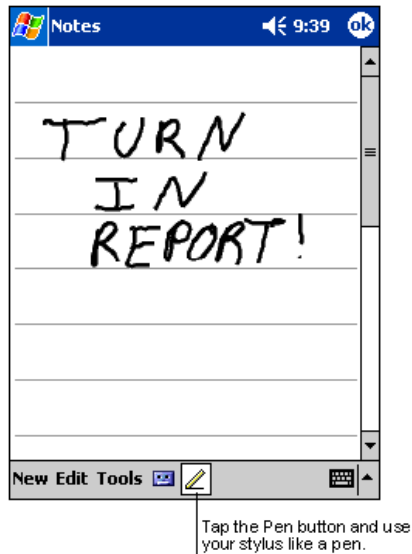 Notes 9:39 ok
TURN
IN
REPORT!
New Edit Tools
Tap the Pen button and use
your stylus like a pen.